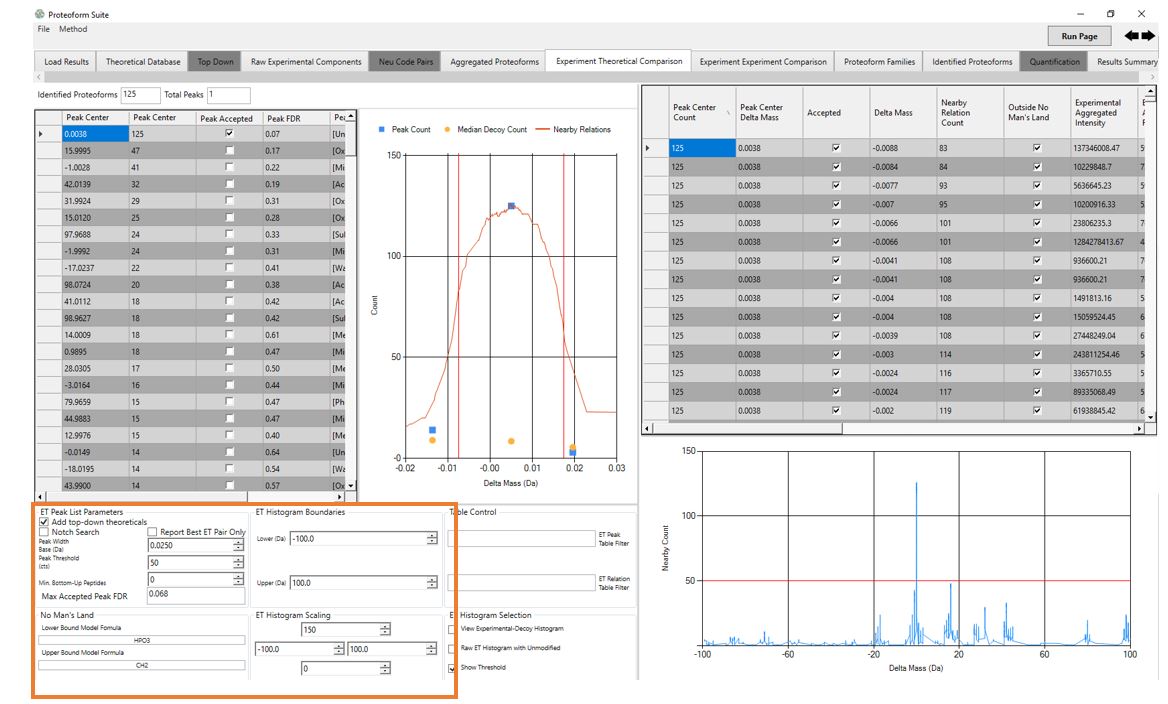 Proteoform Suite
File Method
Run Page
Load Results Theoretical Database Top Down Raw Experimental Components Neu Code Pairs Aggregated Proteoforms Experiment Theoretical Comparison Experiment Experiment Comparison Proteoform Families Identified Proteoforms Quantification Results Summary
Identified Proteoforms 125 Total Peaks 1
Peak Center Peak Center Peak Accepted Peak FDR Pea
0.0038 125 0.07 [Un
15.9995 47 0.17 [Ox
-1.0028 41 0.22 [Mi
42.0139 32 0.19 [Ac
31.9924 29 0.31 [Ox
15.0120 25 0.28 [Ox
97.9688 24 0.33 [Sul
-1.9992 24 0.31 [Mi
-17.0237 22 0.41 [Wa
98.0724 20 0.38 [Ac
41.0112 18 0.42 [Ac
98.9627 18 0.42 [Sul
14.0009 18 0.61 [Me
0.9895 18 0.47 [Mi
28.0305 17 0.50 [Me
-3.0164 16 0.44 [Mi
79.9659 15 0.47 [Ph
44.9883 15 0.47 [Mi
12.9976 15 0.40 [Me
-0.0149 14 0.64 [Un
-18.0195 14 0.54 [Wa
43.9900 14 0.57 [Ox
Peak Count Median Decoy Count Nearby Relations
150
100
50
-0
Count
-0.02 -0.01 -0.00 0.01 0.02 0.03
Delta Mass (Da)
Peak Center Count Peak Center Delta Mass Accepted Delta Mass Nearby Relation Count Outside No Man's Land Experimental Aggregated Intensity
125 0.0038 -0.0088 83 137346008.47
125 0.0038 -0.0084 84 10229848.7
125 0.0038 -0.0077 93 5636645.23
125 0.0038 -0.007 95 10200916.33
125 0.0038 -0.0066 101 23806235.3
125 0.0038 -0.0066 101 1284278413.67
125 0.0038 -0.0041 108 936600.21
125 0.0038 -0.0041 108 936600.21
125 0.0038 -0.004 108 1491813.16
125 0.0038 -0.004 108 15059524.45
125 0.0038 -0.0039 108 27448249.04
125 0.0038 -0.003 114 243811254.46
125 0.0038 -0.0024 116 3365710.55
125 0.0038 -0.0024 117 89335068.49
125 0.0038 -0.002 119 61938845.42
ET Peak List Parameters
Add top-down theoreticals
Notch Search Report Best ET Pair Only
Peak Width
Base (Da) 0.0250
Peak Threshold
(cts) 50
Min. Bottom-Up Peptides 0
Max Accepted Peak FDR 0.068
ET Histogram Boundaries
Lower (Da) -100.0
Upper (Da) 100.0
Table Control
ET Peak
Table Filter
ET Relation
Table Filter
No Man's Land
Lower Bound Model Fomula
HPO3
Upper Bound Model Formula
CH2
ET Histogram Scaling
150
-100.0 100.0
0
ET Histogram Selection
View Experimental-Decoy Histogram
Raw ET Histogram with Unmodified
Show Threshold
150
100
50
Nearby Count
-100 -60 -20 20 60 100
Delta Mass (Da)